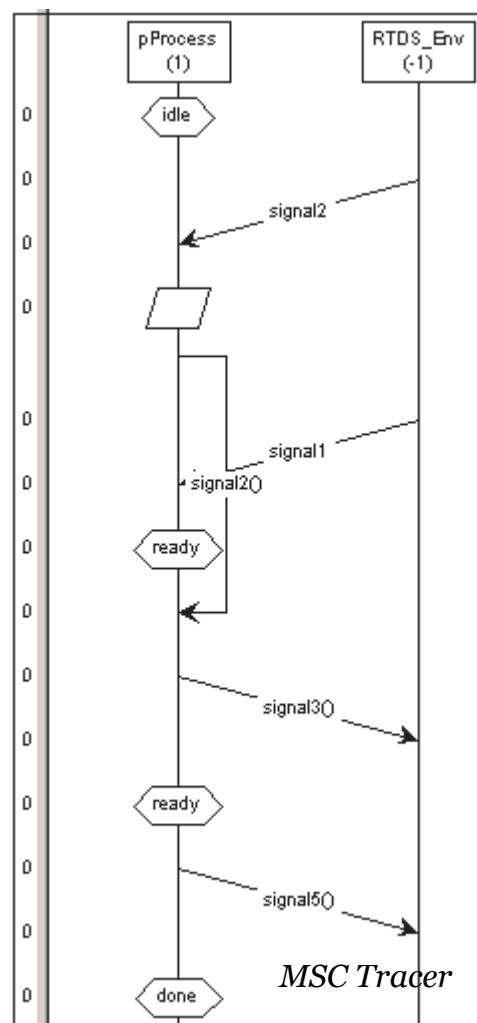 pProcess
(1)
RTDS_Env
(-1)
0
idle
0
signal2
0
0
0
signal1
0
signal2()
0
ready
0
0
signal3()
0
0
ready
0
signal5()
0
0
done
MSC Tracer